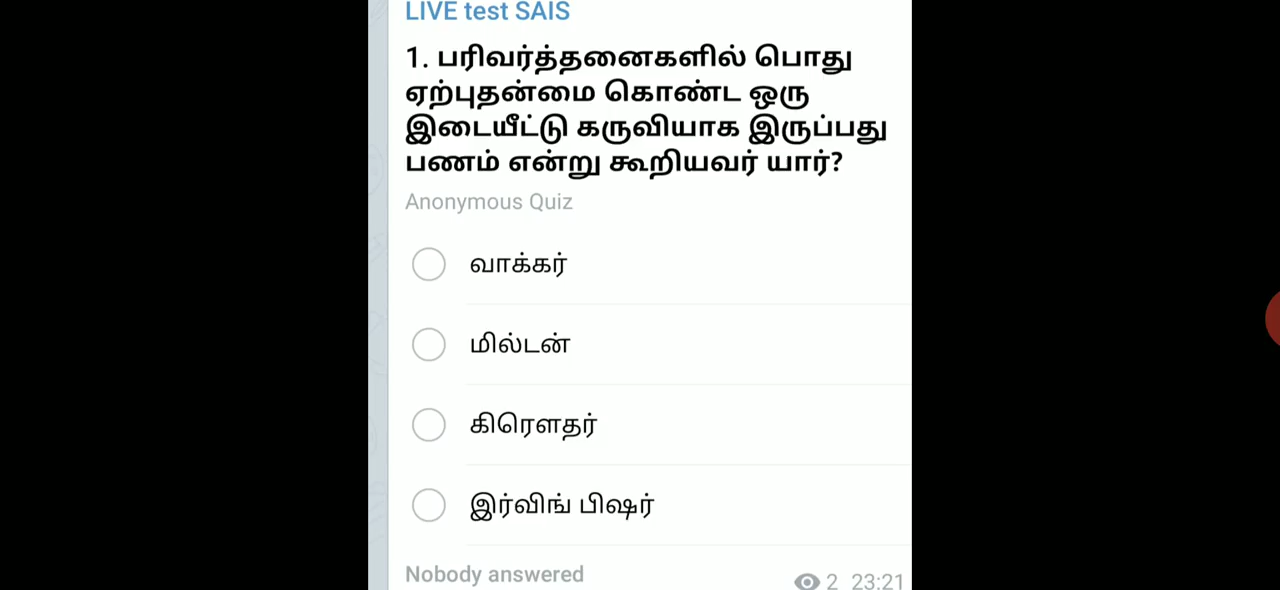 LIVE test SAIS
1. பரிவர்த்தனைகளில் பொது
ஏற்புதன்மை கொண்ட ஒரு
இடையீட்டு கருவியாக இருப்பது
பணம் என்று கூறியவர் யார்?
Anonymous Quiz
வாக்கர்
மில்டன்
கிரௌதர்
இர்விங் பிஷர்
Nobody answered
2 23:21